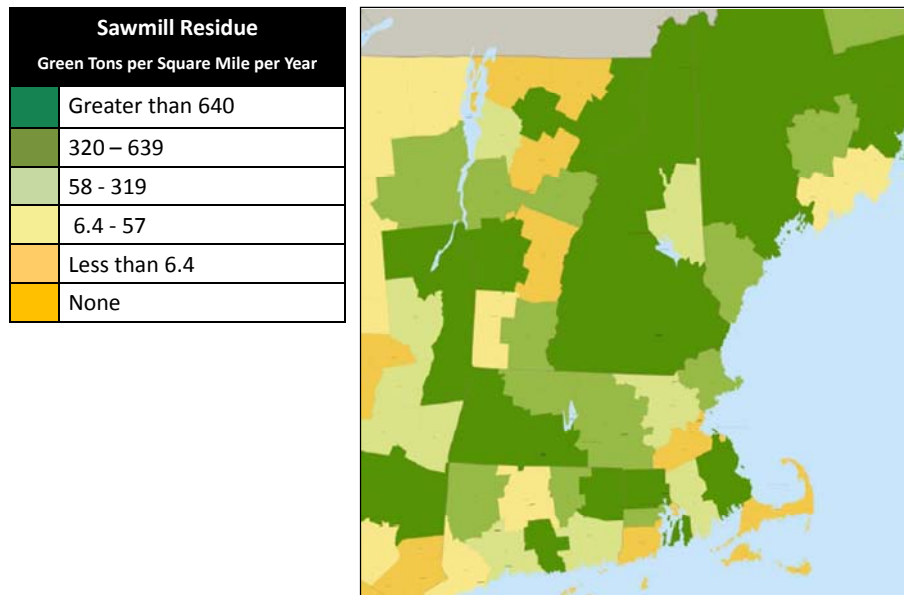 Sawmill Residue
Green Tons per Square Mile per Year
Greater than 640
320 – 639
58 - 319
6.4 - 57
Less than 6.4
None